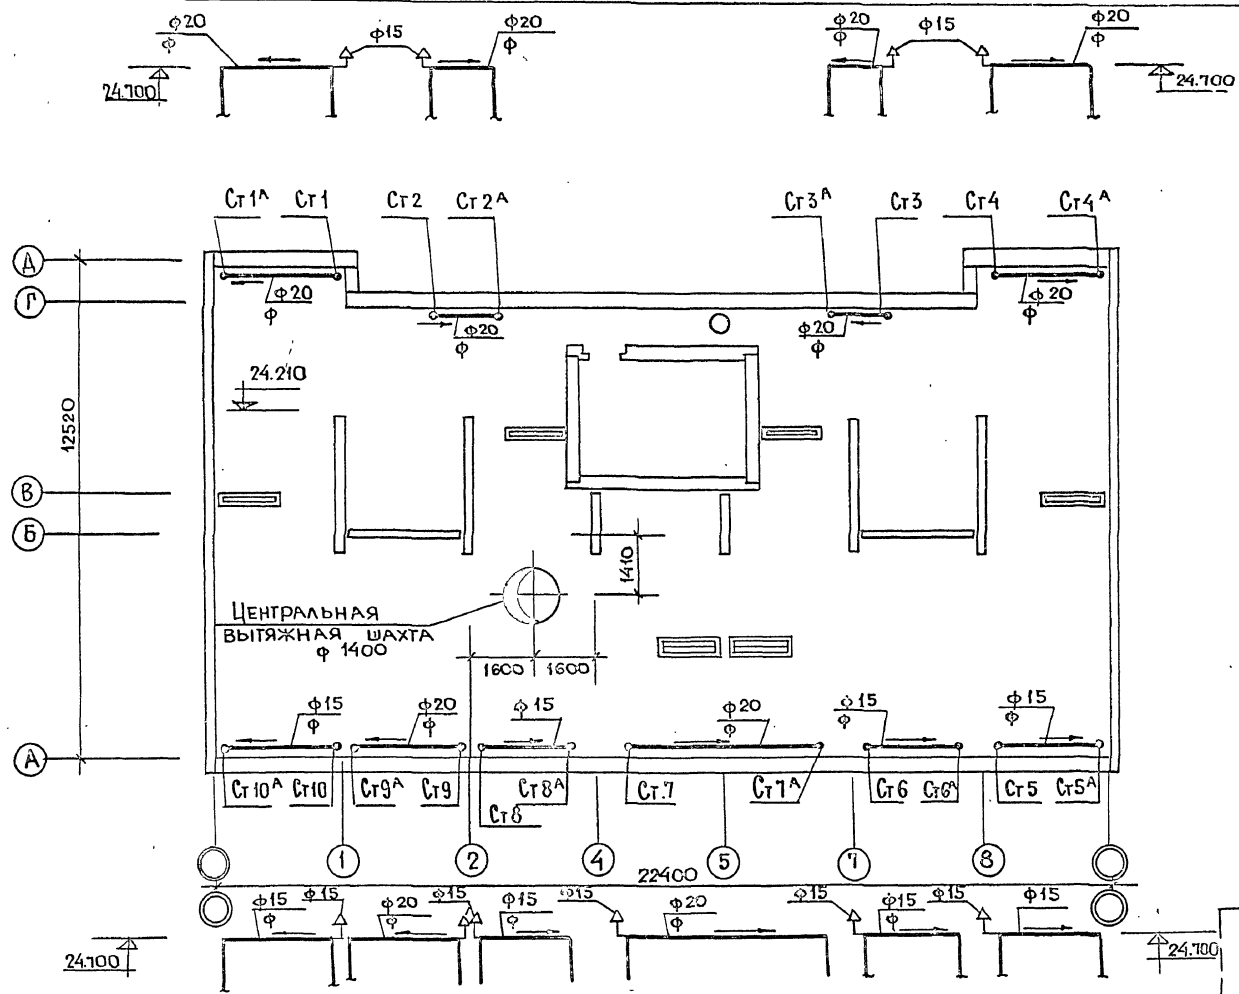 ф20
ф
ф15
ф20
ф
ф20
ф
ф15
ф20
ф
24.700
24.700
Ст1А Ст1 Ст2 Ст2А Ст3А Ст3 Ст4 Ст4А
Д
Г
ф20
ф
ф20
ф
ф20
ф
ф20
ф
24.210
12520
В
Б
1410
Центральная
вытяжная шахта
ф 1400
1600 1600
ф15
ф
ф20
ф
ф15
ф20
ф
ф15
ф
ф15
ф
А
Ст10А Ст10 Ст9А Ст9 Ст8 Ст8А Ст.7 Ст7А Ст6 Ст6А Ст5 Ст5А
1 2 4 5 7 8
22400
ф15
ф
ф15
ф20
ф
ф15
ф15
ф
ф15
ф20
ф
ф15
ф15
ф
ф15
ф15
ф
24.700
24.700